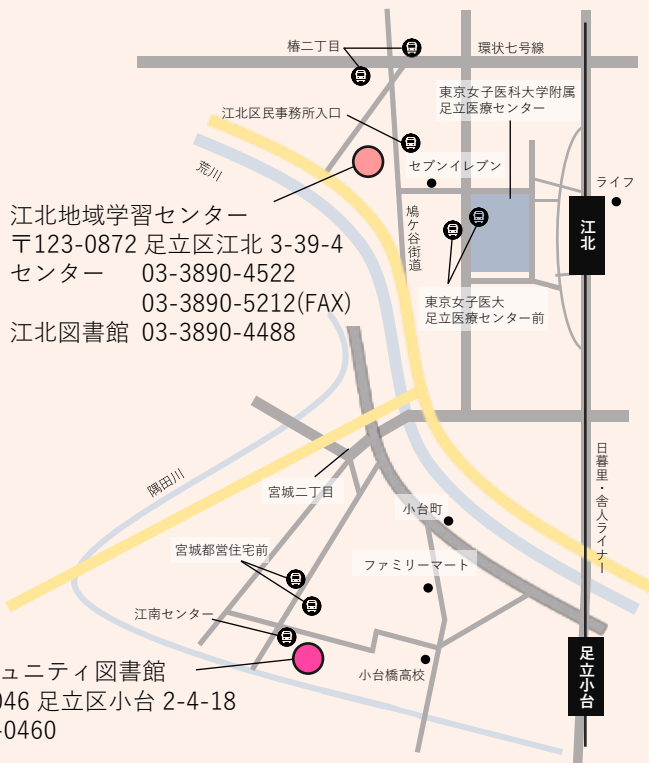 椿二丁目
環状七号線
東京女子医科大学附属
足立医療センター
江北区民事務所入口
荒川
セブンイレブン
ライフ
江北地域学習センター
〒123-0872 足立区江北 3-39-4
センター 03-3890-4522
03-3890-5212(FAX)
江北図書館 03-3890-4488
鳩ケ谷街道
江北
東京女子医大
足立医療センター前
日暮里・舎人ライナー
隅田川
宮城二丁目
小台町
宮城都営住宅前
ファミリーマート
江南センター
足立小台
ュニティ図書館
046 足立区小台 2-4-18
-0460
小台橋高校